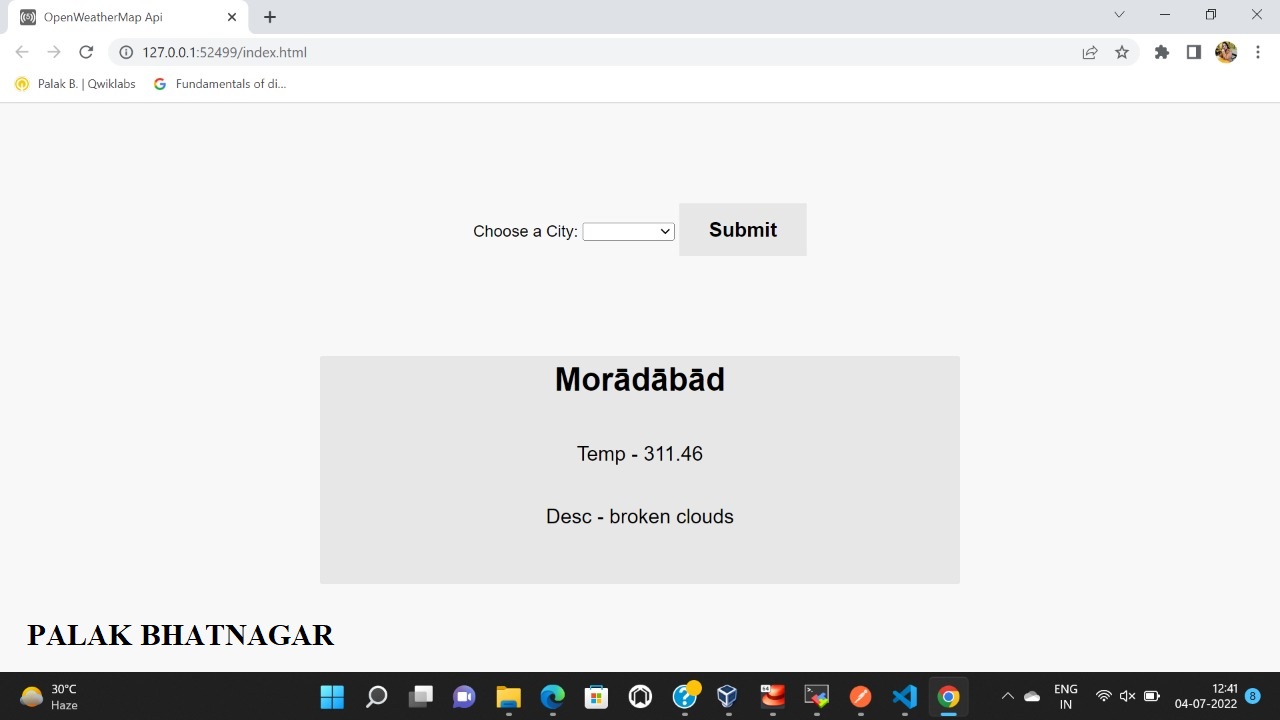 OpenWeatherMap Api
127.0.0.1:52499/index.html
Palak B. | Qwiklabs Fundamentals of di...
Choose a City: Submit
Morādābād
Temp - 311.46
Desc - broken clouds
PALAK BHATNAGAR
30°C
Haze
ENG
IN
12:41
04-07-2022
8